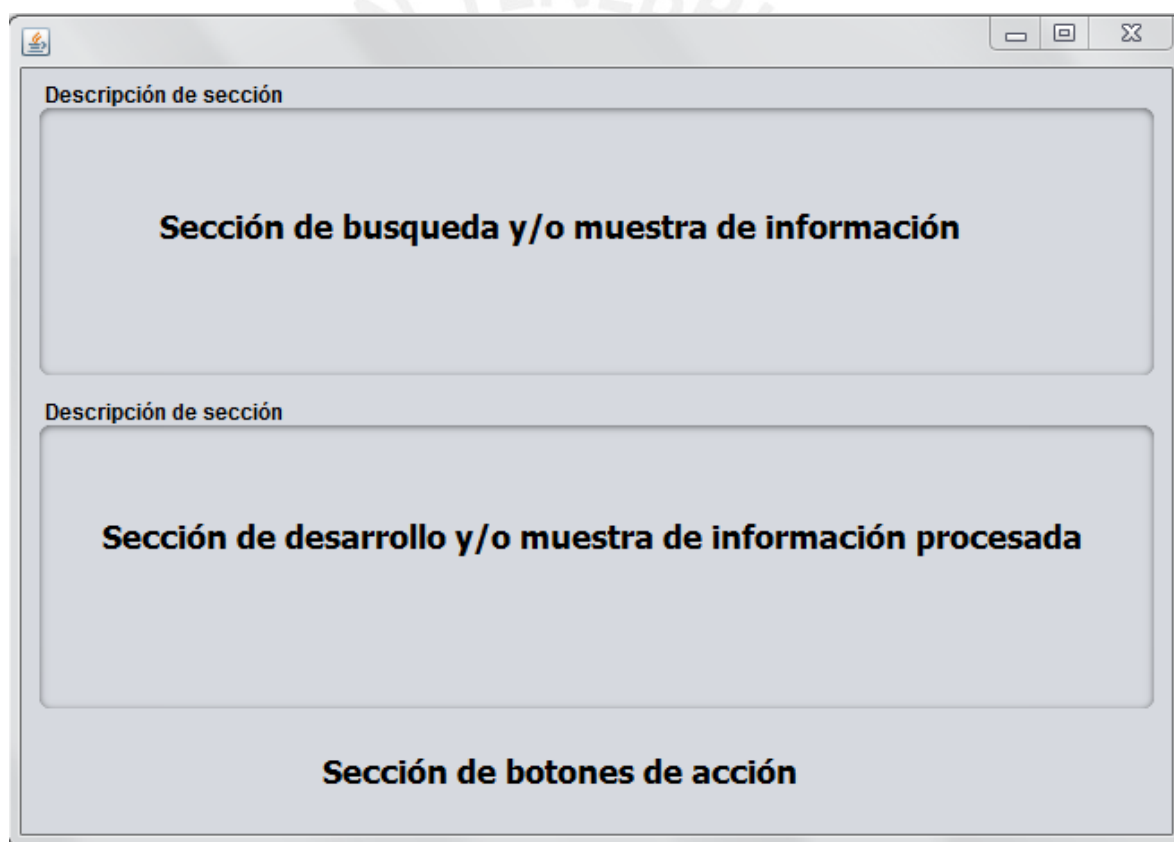 Descripción de sección
Sección de busqueda y/o muestra de información
Descripción de sección
Sección de desarrollo y/o muestra de información procesada
Sección de botones de acción